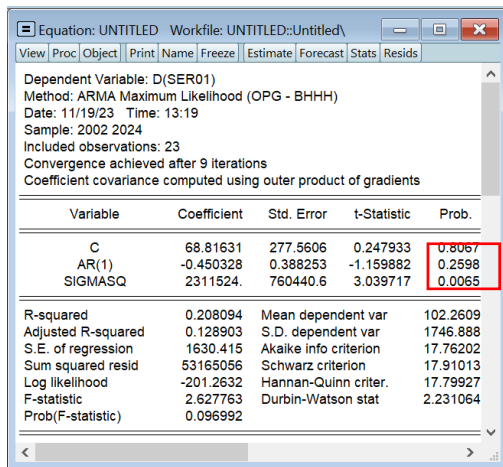 Equation: UNTITLED Workfile: UNTITLED::Untitled\
View Proc Object Print Name Freeze Estimate Forecast Stats Resids
Dependent Variable: D(SER01)
Method: ARMA Maximum Likelihood (OPG - BHHH)
Date: 11/19/23 Time: 13:19
Sample: 2002 2024
Included observations: 23
Convergence achieved after 9 iterations
Coefficient covariance computed using outer product of gradients
Variable Coefficient Std. Error t-Statistic Prob.
C 68.81631 277.5606 0.247933 0.8067
AR(1) -0.450328 0.388253 -1.159882 0.2598
SIGMASQ 2311524. 760440.6 3.039717 0.0065
R-squared 0.208094 Mean dependent var 102.2609
Adjusted R-squared 0.128903 S.D. dependent var 1746.888
S.E. of regression 1630.415 Akaike info criterion 17.76202
Sum squared resid 53165056 Schwarz criterion 17.91013
Log likelihood -201.2632 Hannan-Quinn criter. 17.79927
F-statistic 2.627763 Durbin-Watson stat 2.231064
Prob(F-statistic) 0.096992